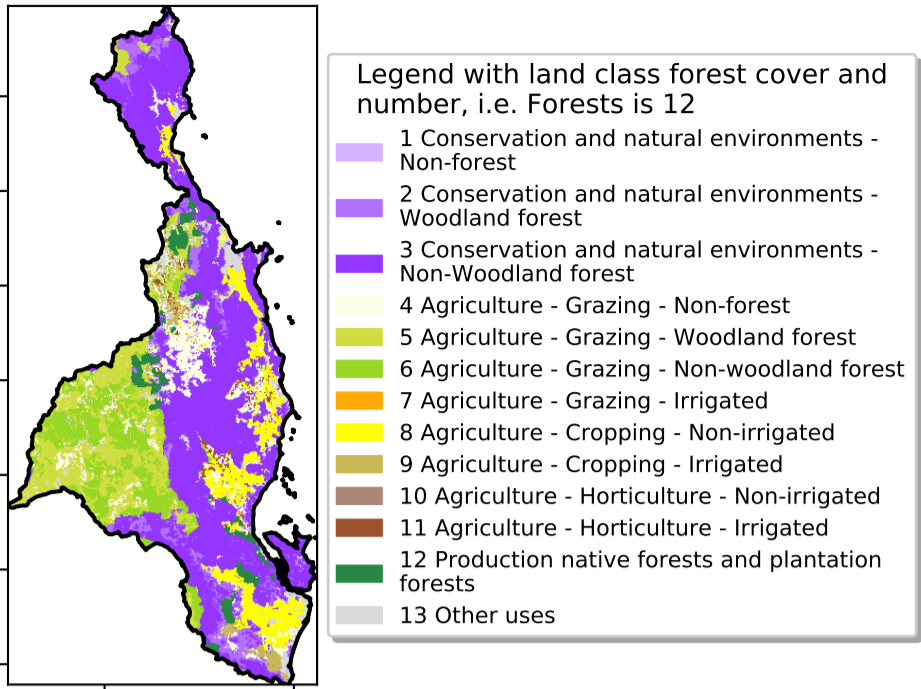 Legend with land class forest cover and
number, i.e. Forests is 12
1 Conservation and natural environments -
Non-forest
2 Conservation and natural environments -
Woodland forest
3 Conservation and natural environments -
Non-Woodland forest
4 Agriculture - Grazing - Non-forest
5 Agriculture - Grazing - Woodland forest
6 Agriculture - Grazing - Non-woodland forest
7 Agriculture - Grazing - Irrigated
8 Agriculture - Cropping - Non-irrigated
9 Agriculture - Cropping - Irrigated
10 Agriculture - Horticulture - Non-irrigated
11 Agriculture - Horticulture - Irrigated
12 Production native forests and plantation
forests
13 Other uses